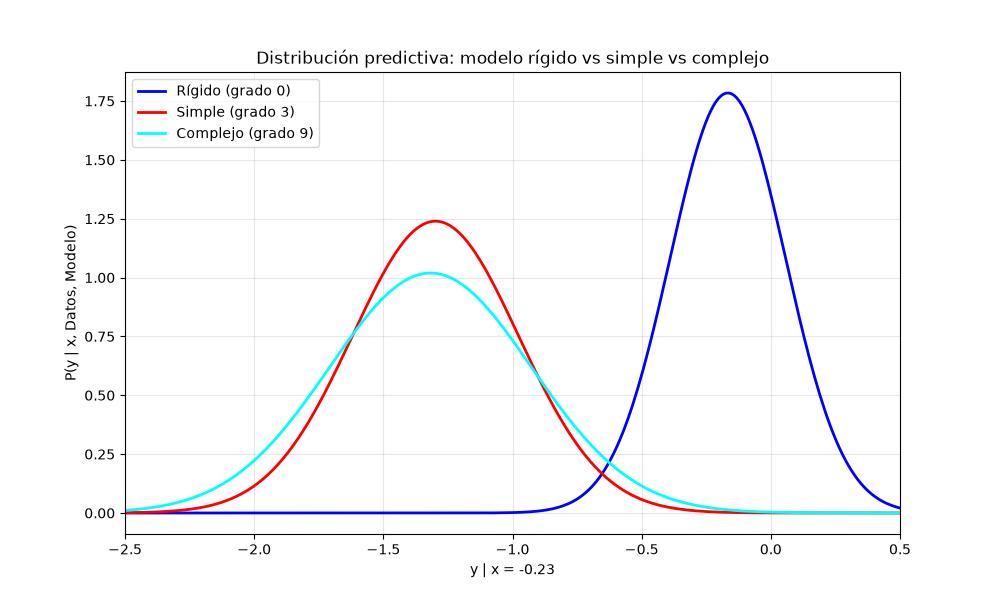 Distribución predictiva: modelo rígido vs simple vs complejo
Rígido (grado 0)
Simple (grado 3)
Complejo (grado 9)
P(y | x, Datos, Modelo)
1.75
1.50
1.25
1.00
0.75
0.50
0.25
0.00
−2.5 −2.0 −1.5 −1.0 −0.5 0.0 0.5
y | x = -0.23